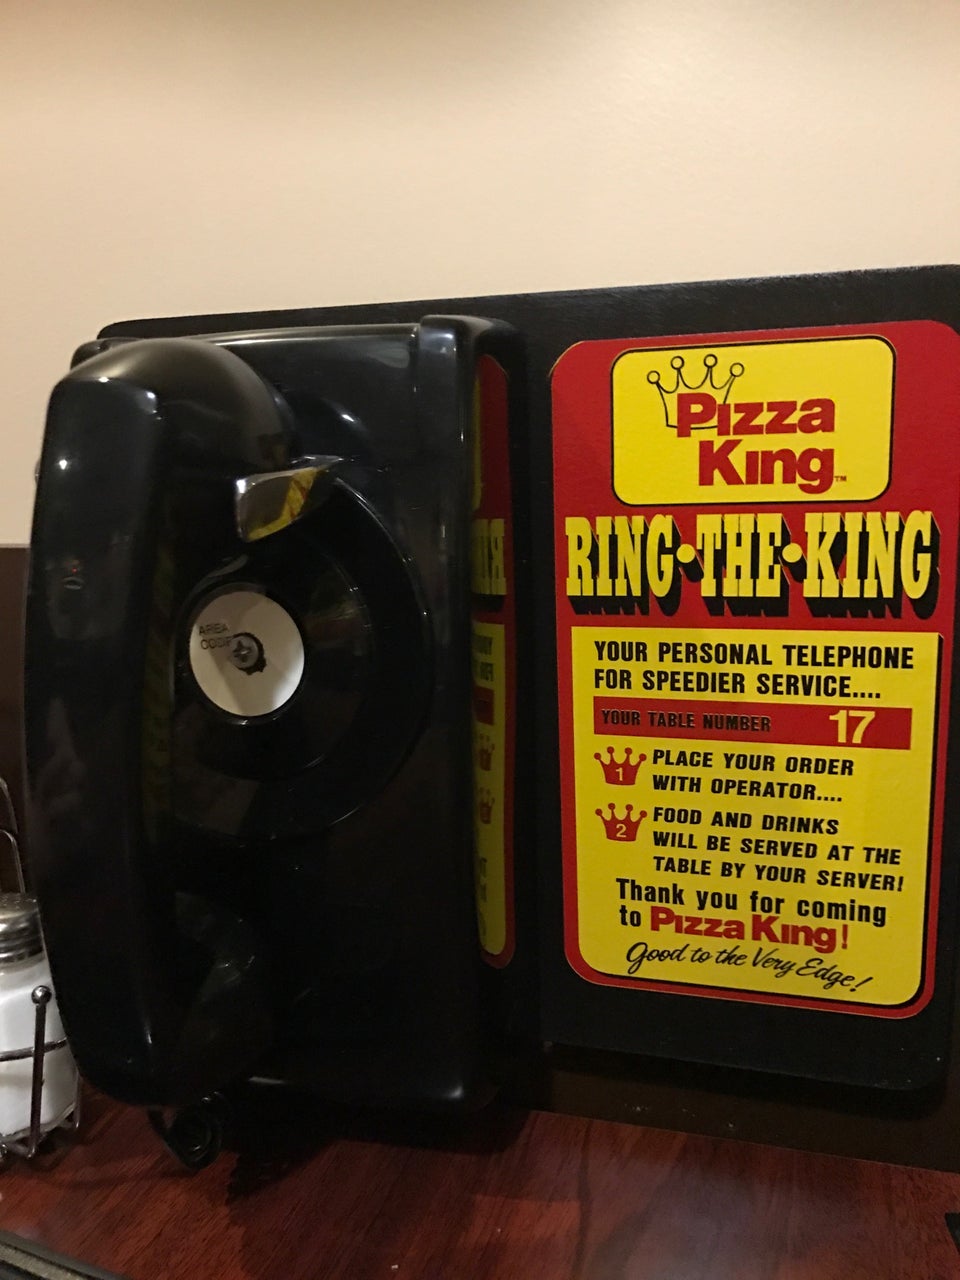 AREA
CODE
Pizza
King™
RING•THE•KING
YOUR PERSONAL TELEPHONE
FOR SPEEDIER SERVICE....
YOUR TABLE NUMBER 17
1 PLACE YOUR ORDER
WITH OPERATOR....
2 FOOD AND DRINKS
WILL BE SERVED AT THE
TABLE BY YOUR SERVER!
Thank you for coming
to Pizza King!
Good to the Very Edge!